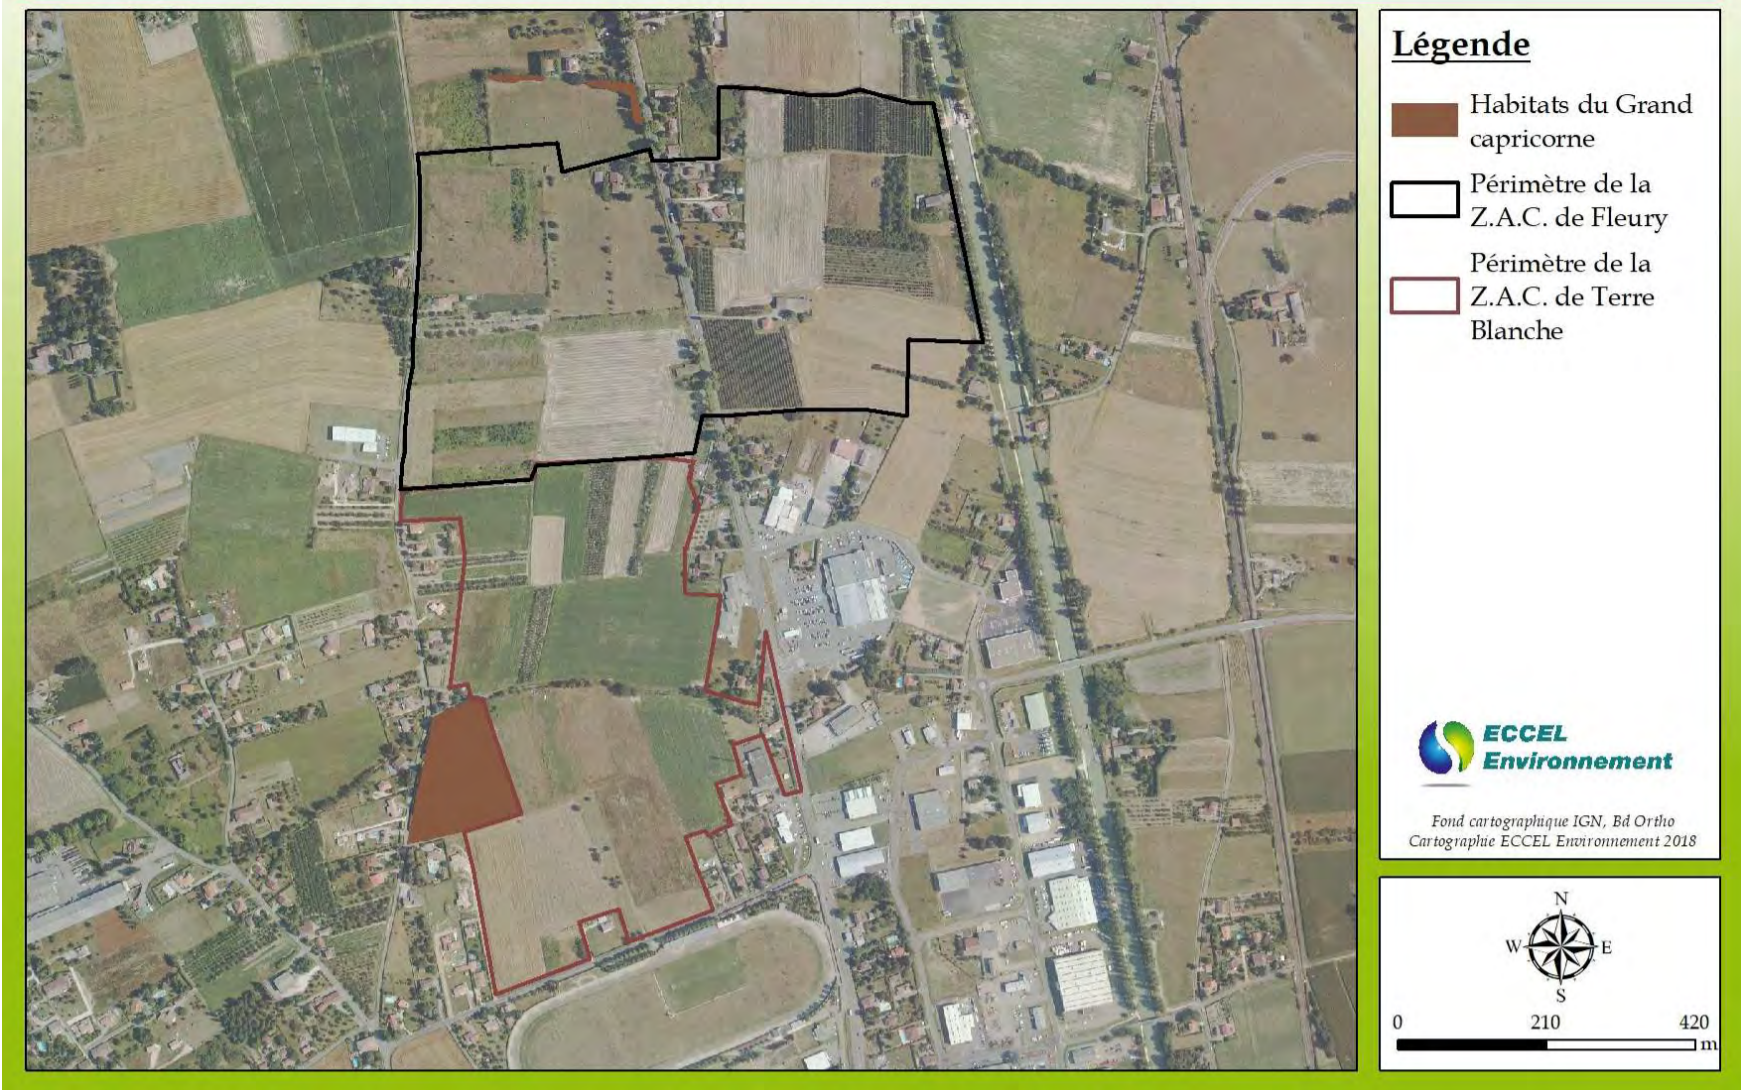 Légende
Habitats du Grand
capricorne
Périmètre de la
Z.A.C. de Fleury
Périmètre de la
Z.A.C. de Terre
Blanche
ECCEL
Environnement
Fond cartographique IGN, Bd Ortho
Cartographie ECCEL Environnement 2018
N
W E
S
0 210 420
m